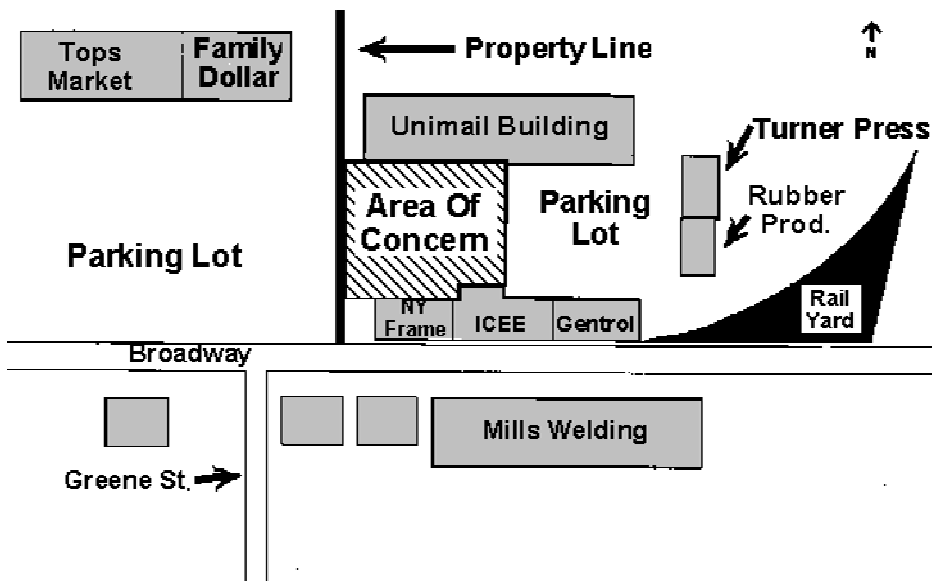 Tops
Market
Family
Dollar
Property Line
N
Unimail Building
Turner Press
Rubber
Prod.
Area Of
Concern
Parking
Lot
Parking Lot
NY
Frame
ICEE
Gentrol
Rail
Yard
Broadway
Mills Welding
Greene St.